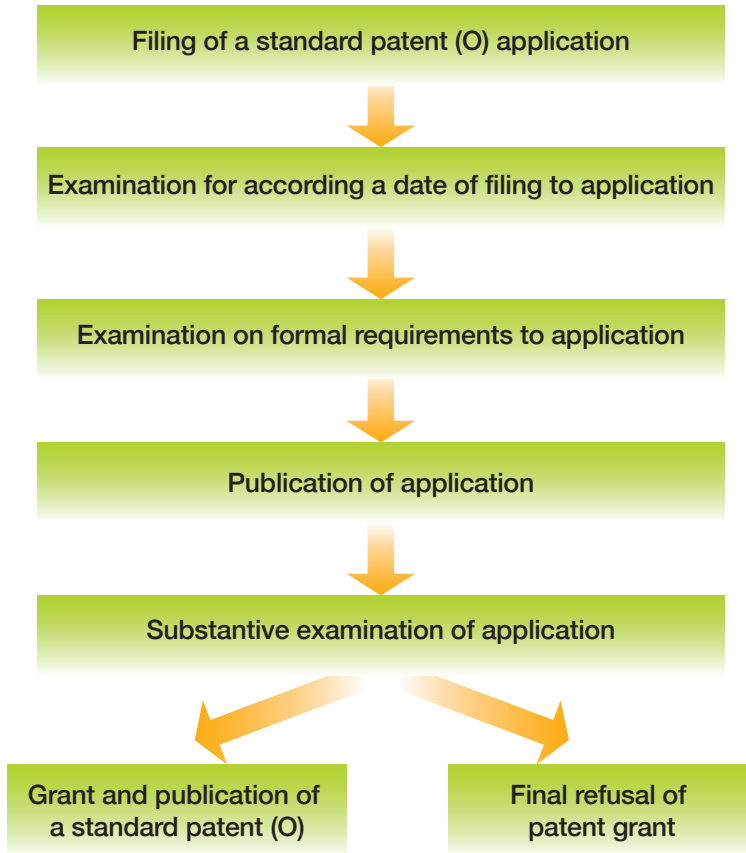 Filing of a standard patent (O) application
Examination for according a date of filing to application
Examination on formal requirements to application
Publication of application
Substantive examination of application
Grant and publication of
a standard patent (O)
Final refusal of
patent grant